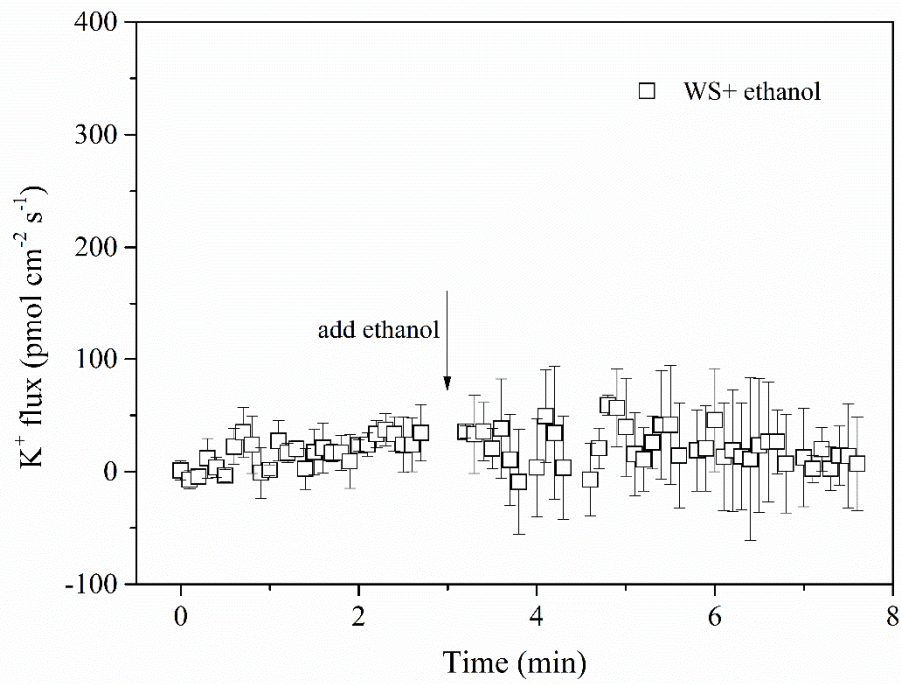 400
300
200
100
0
-100
K⁺ flux (pmol cm⁻² s⁻¹)
WS+ ethanol
add ethanol
0 2 4 6 8
Time (min)